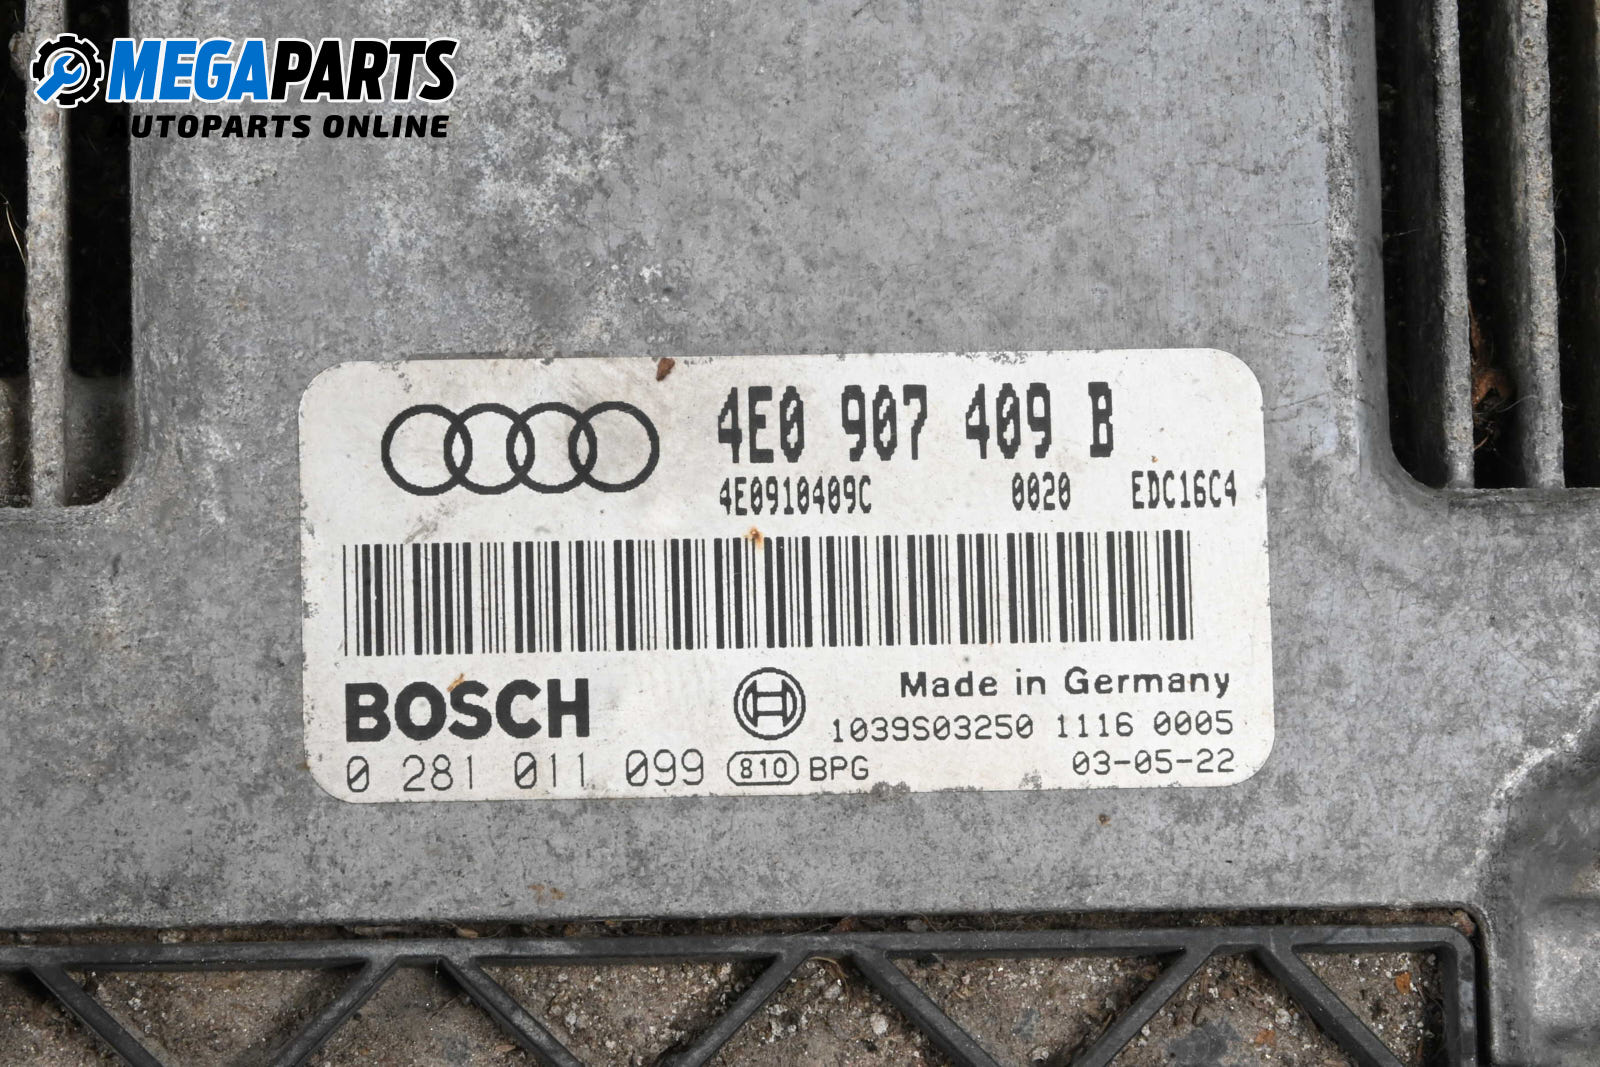 MEGAPARTS
AUTOPARTS ONLINE
4E0 907 409 B
4E0910409C 0020 EDC16C4
BOSCH
Made in Germany
1039S03250 1116 0005
0 281 011 099 810 BPG 03-05-22